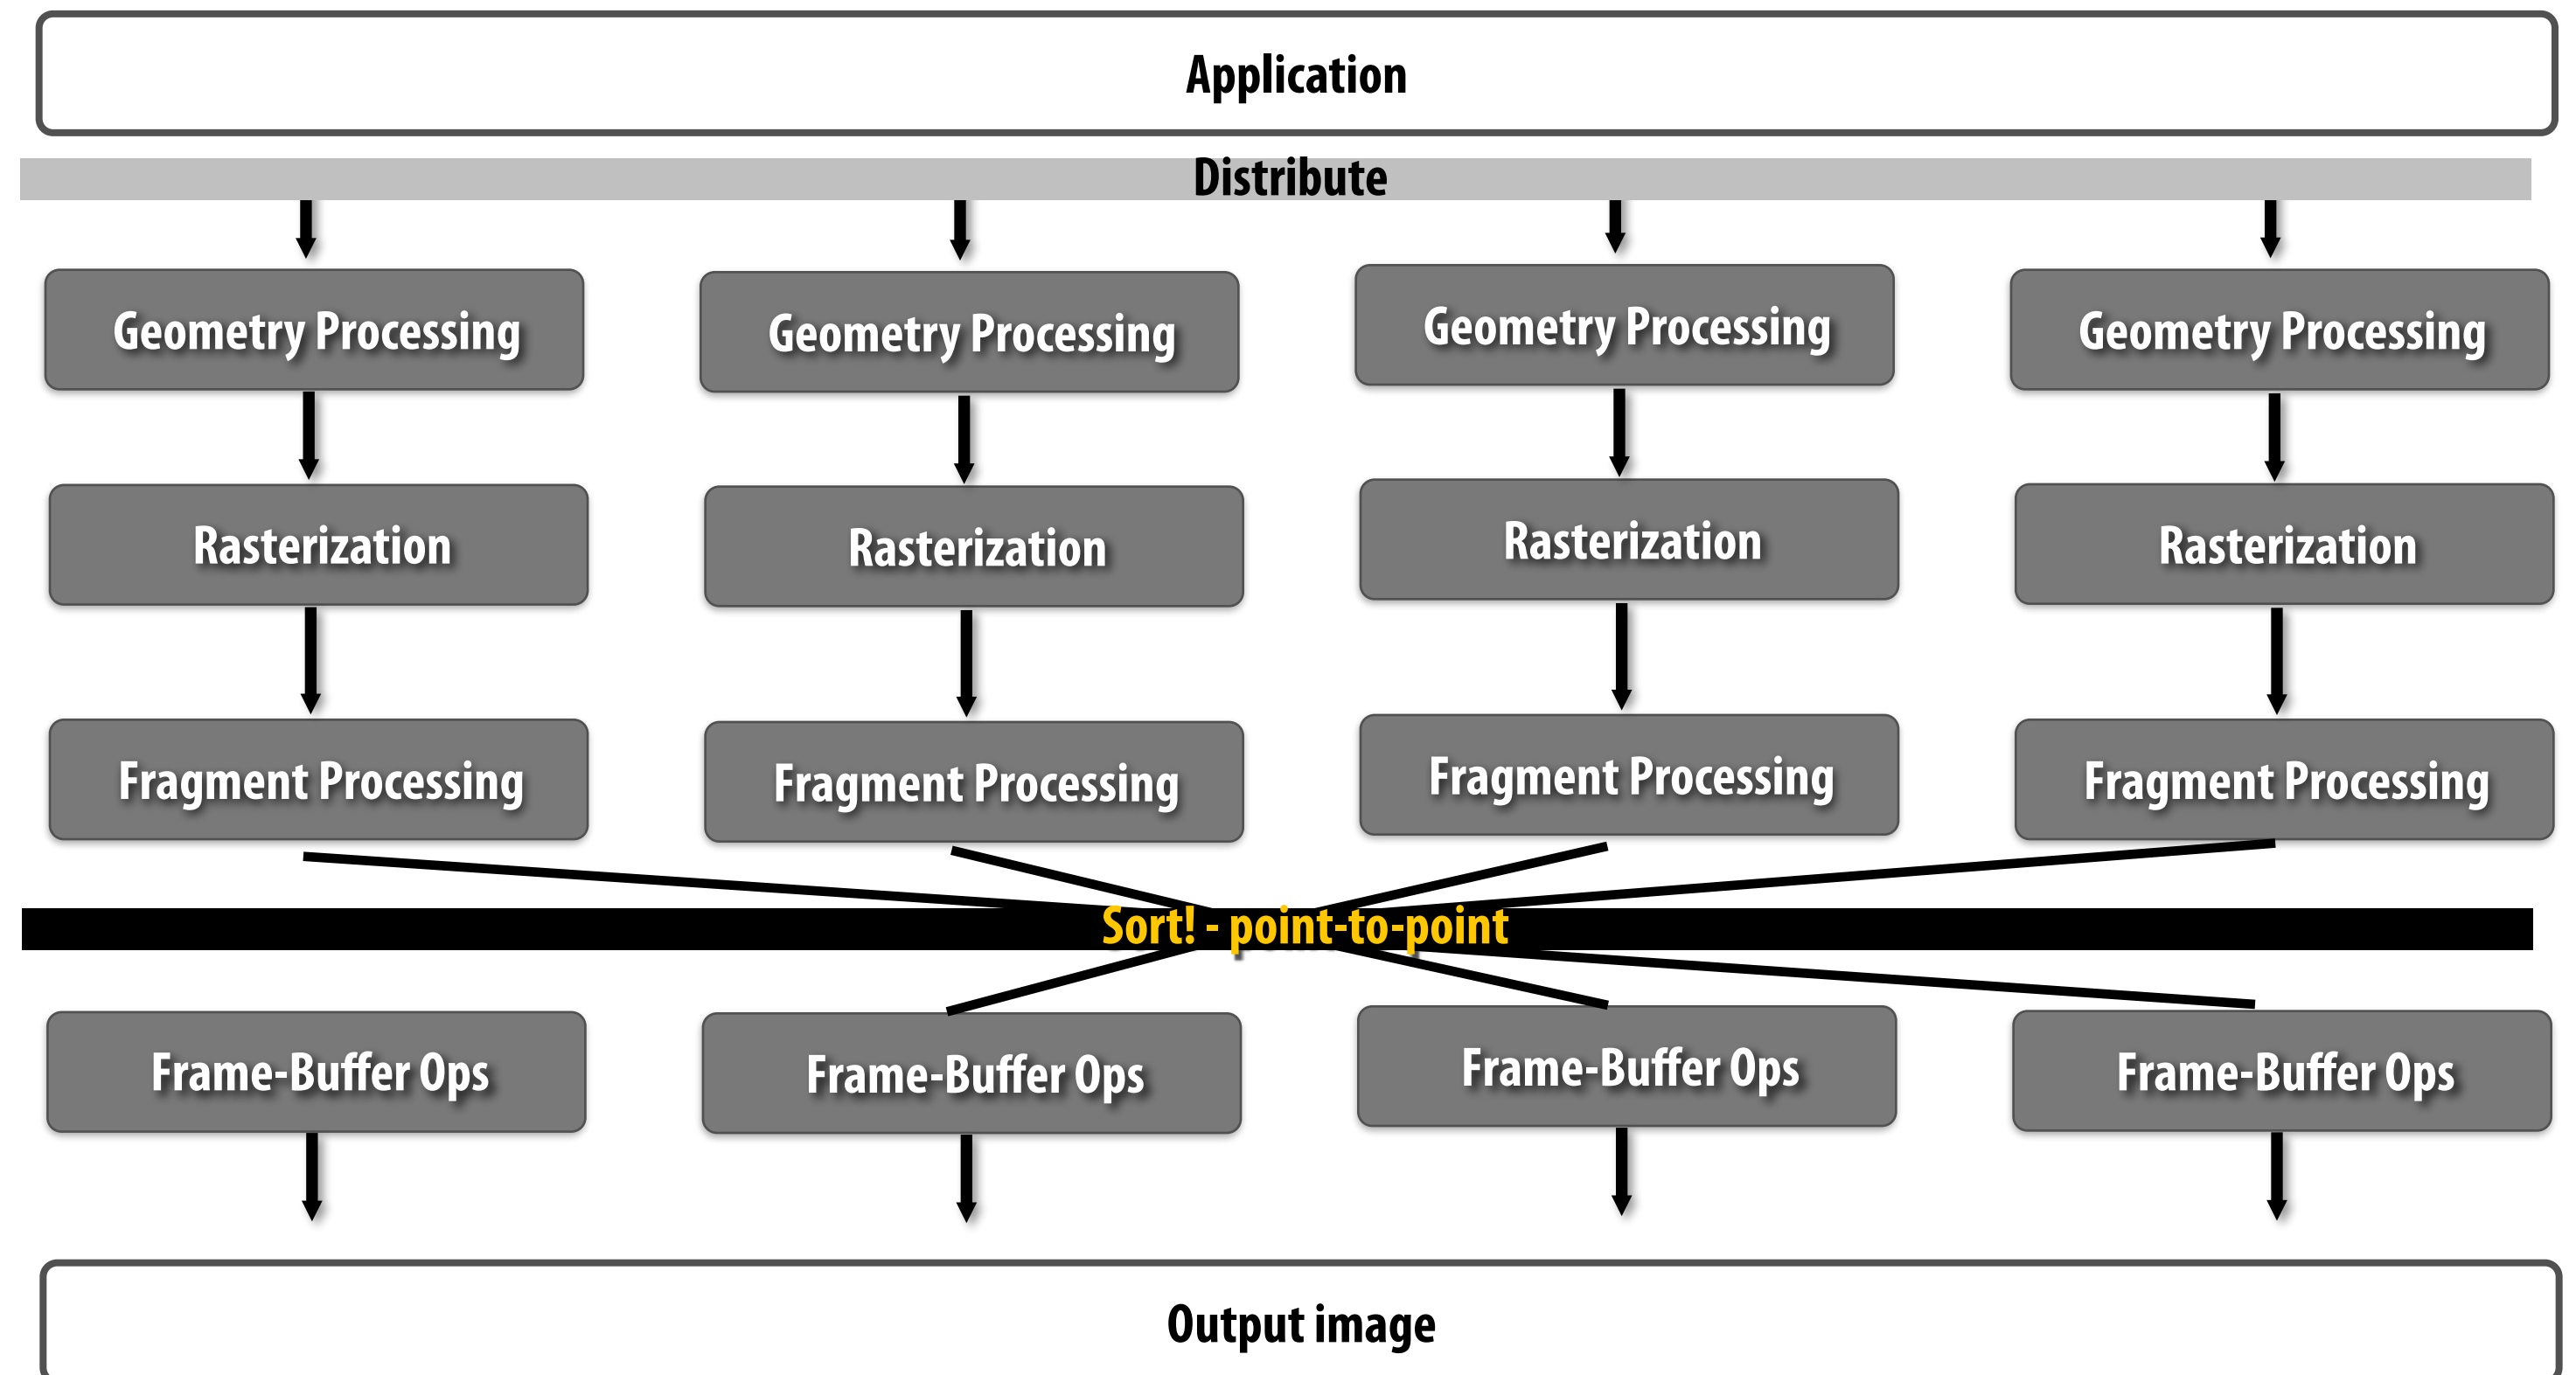 Application
Distribute
Geometry Processing
Geometry Processing
Geometry Processing
Geometry Processing
Rasterization
Rasterization
Rasterization
Rasterization
Fragment Processing
Fragment Processing
Fragment Processing
Fragment Processing
Sort! - point-to-point
Frame-Buffer Ops
Frame-Buffer Ops
Frame-Buffer Ops
Frame-Buffer Ops
Output image